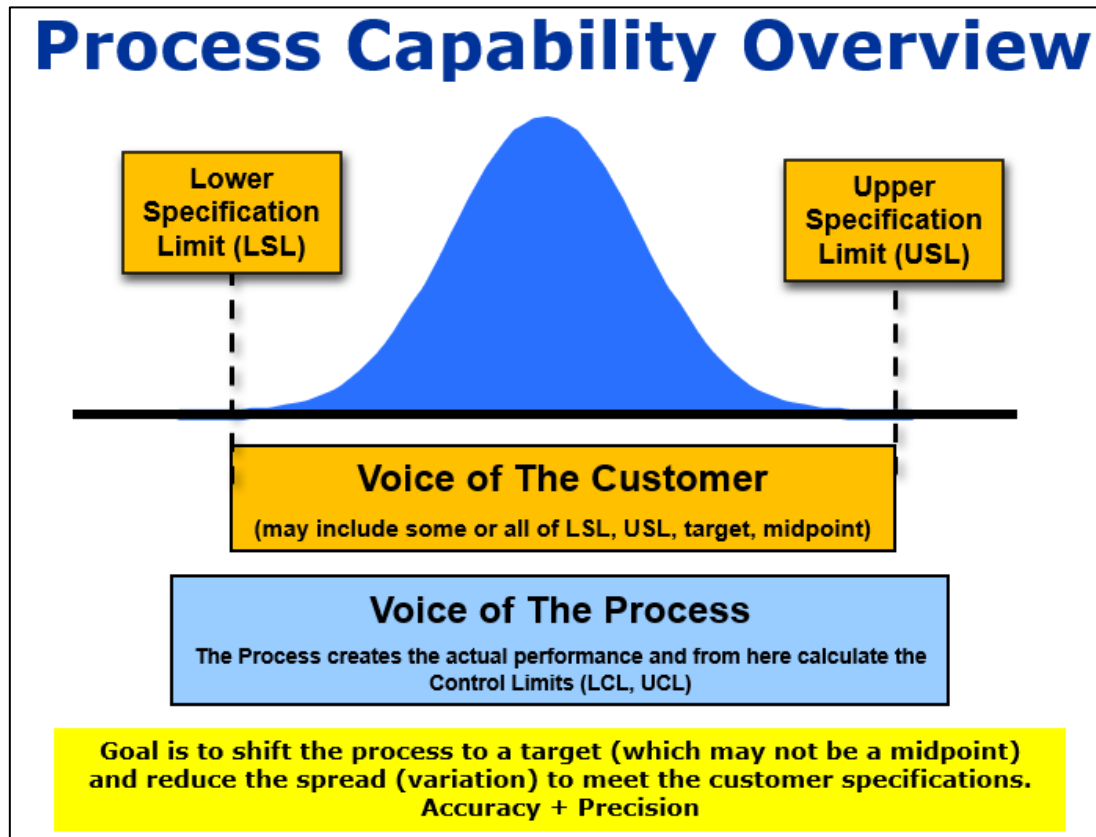 Process Capability Overview
Lower
Specification
Limit (LSL)
Upper
Specification
Limit (USL)
Voice of The Customer
(may include some or all of LSL, USL, target, midpoint)
Voice of The Process
The Process creates the actual performance and from here calculate the
Control Limits (LCL, UCL)
Goal is to shift the process to a target (which may not be a midpoint)
and reduce the spread (variation) to meet the customer specifications.
Accuracy + Precision